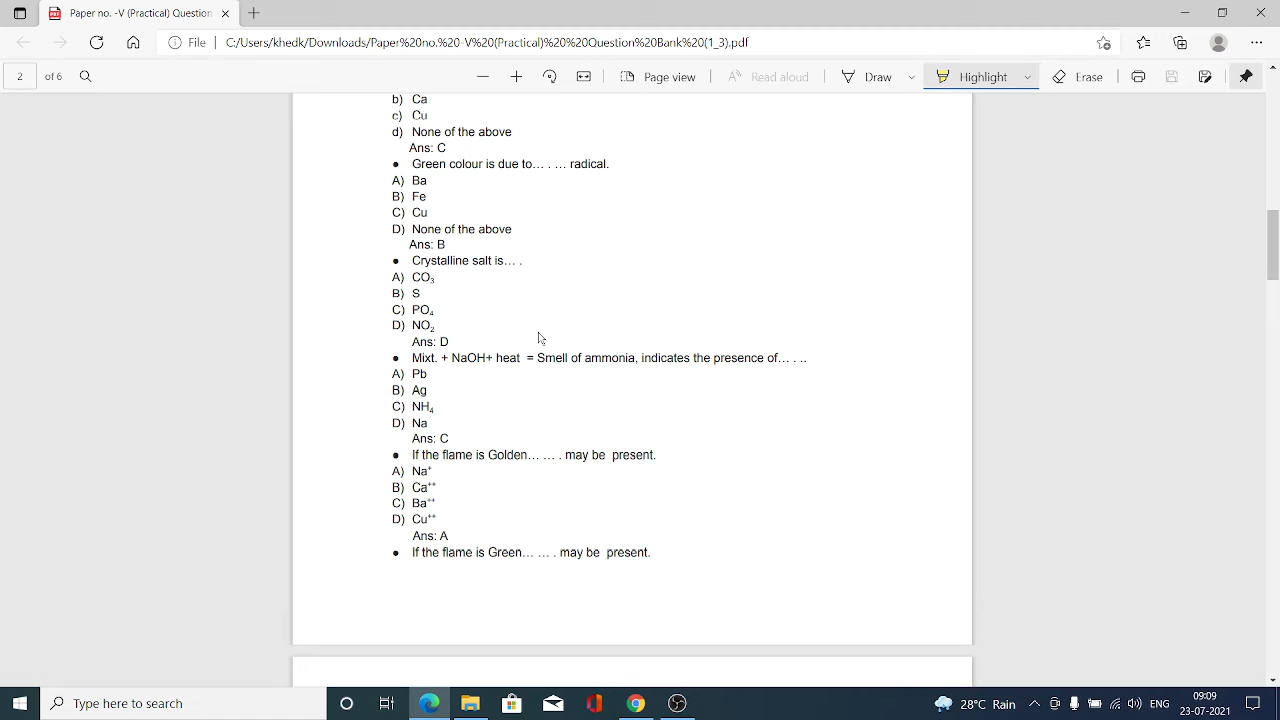 Paper no. -V (Practical) Question
File
C:/Users/khedk/Downloads/Paper%20no.%20-V%20(Practical)%20%20Question%20Bank%20(1_3).pdf
2 of 6
Page view
Read aloud
Draw
Highlight
Erase
b) Ca
c) Cu
d) None of the above
Ans: C
● Green colour is due to… . … radical.
A) Ba
B) Fe
C) Cu
D) None of the above
Ans: B
● Crystalline salt is… .
A) CO₃
B) S
C) PO₄
D) NO₂
Ans: D
● Mixt. + NaOH+ heat = Smell of ammonia, indicates the presence of… . ..
A) Pb
B) Ag
C) NH₄
D) Na
Ans: C
● If the flame is Golden… … . may be present.
A) Na⁺
B) Ca⁺⁺
C) Ba⁺⁺
D) Cu⁺⁺
Ans: A
● If the flame is Green… … . may be present.
Type here to search
28°C Rain
ENG
09:09
23-07-2021